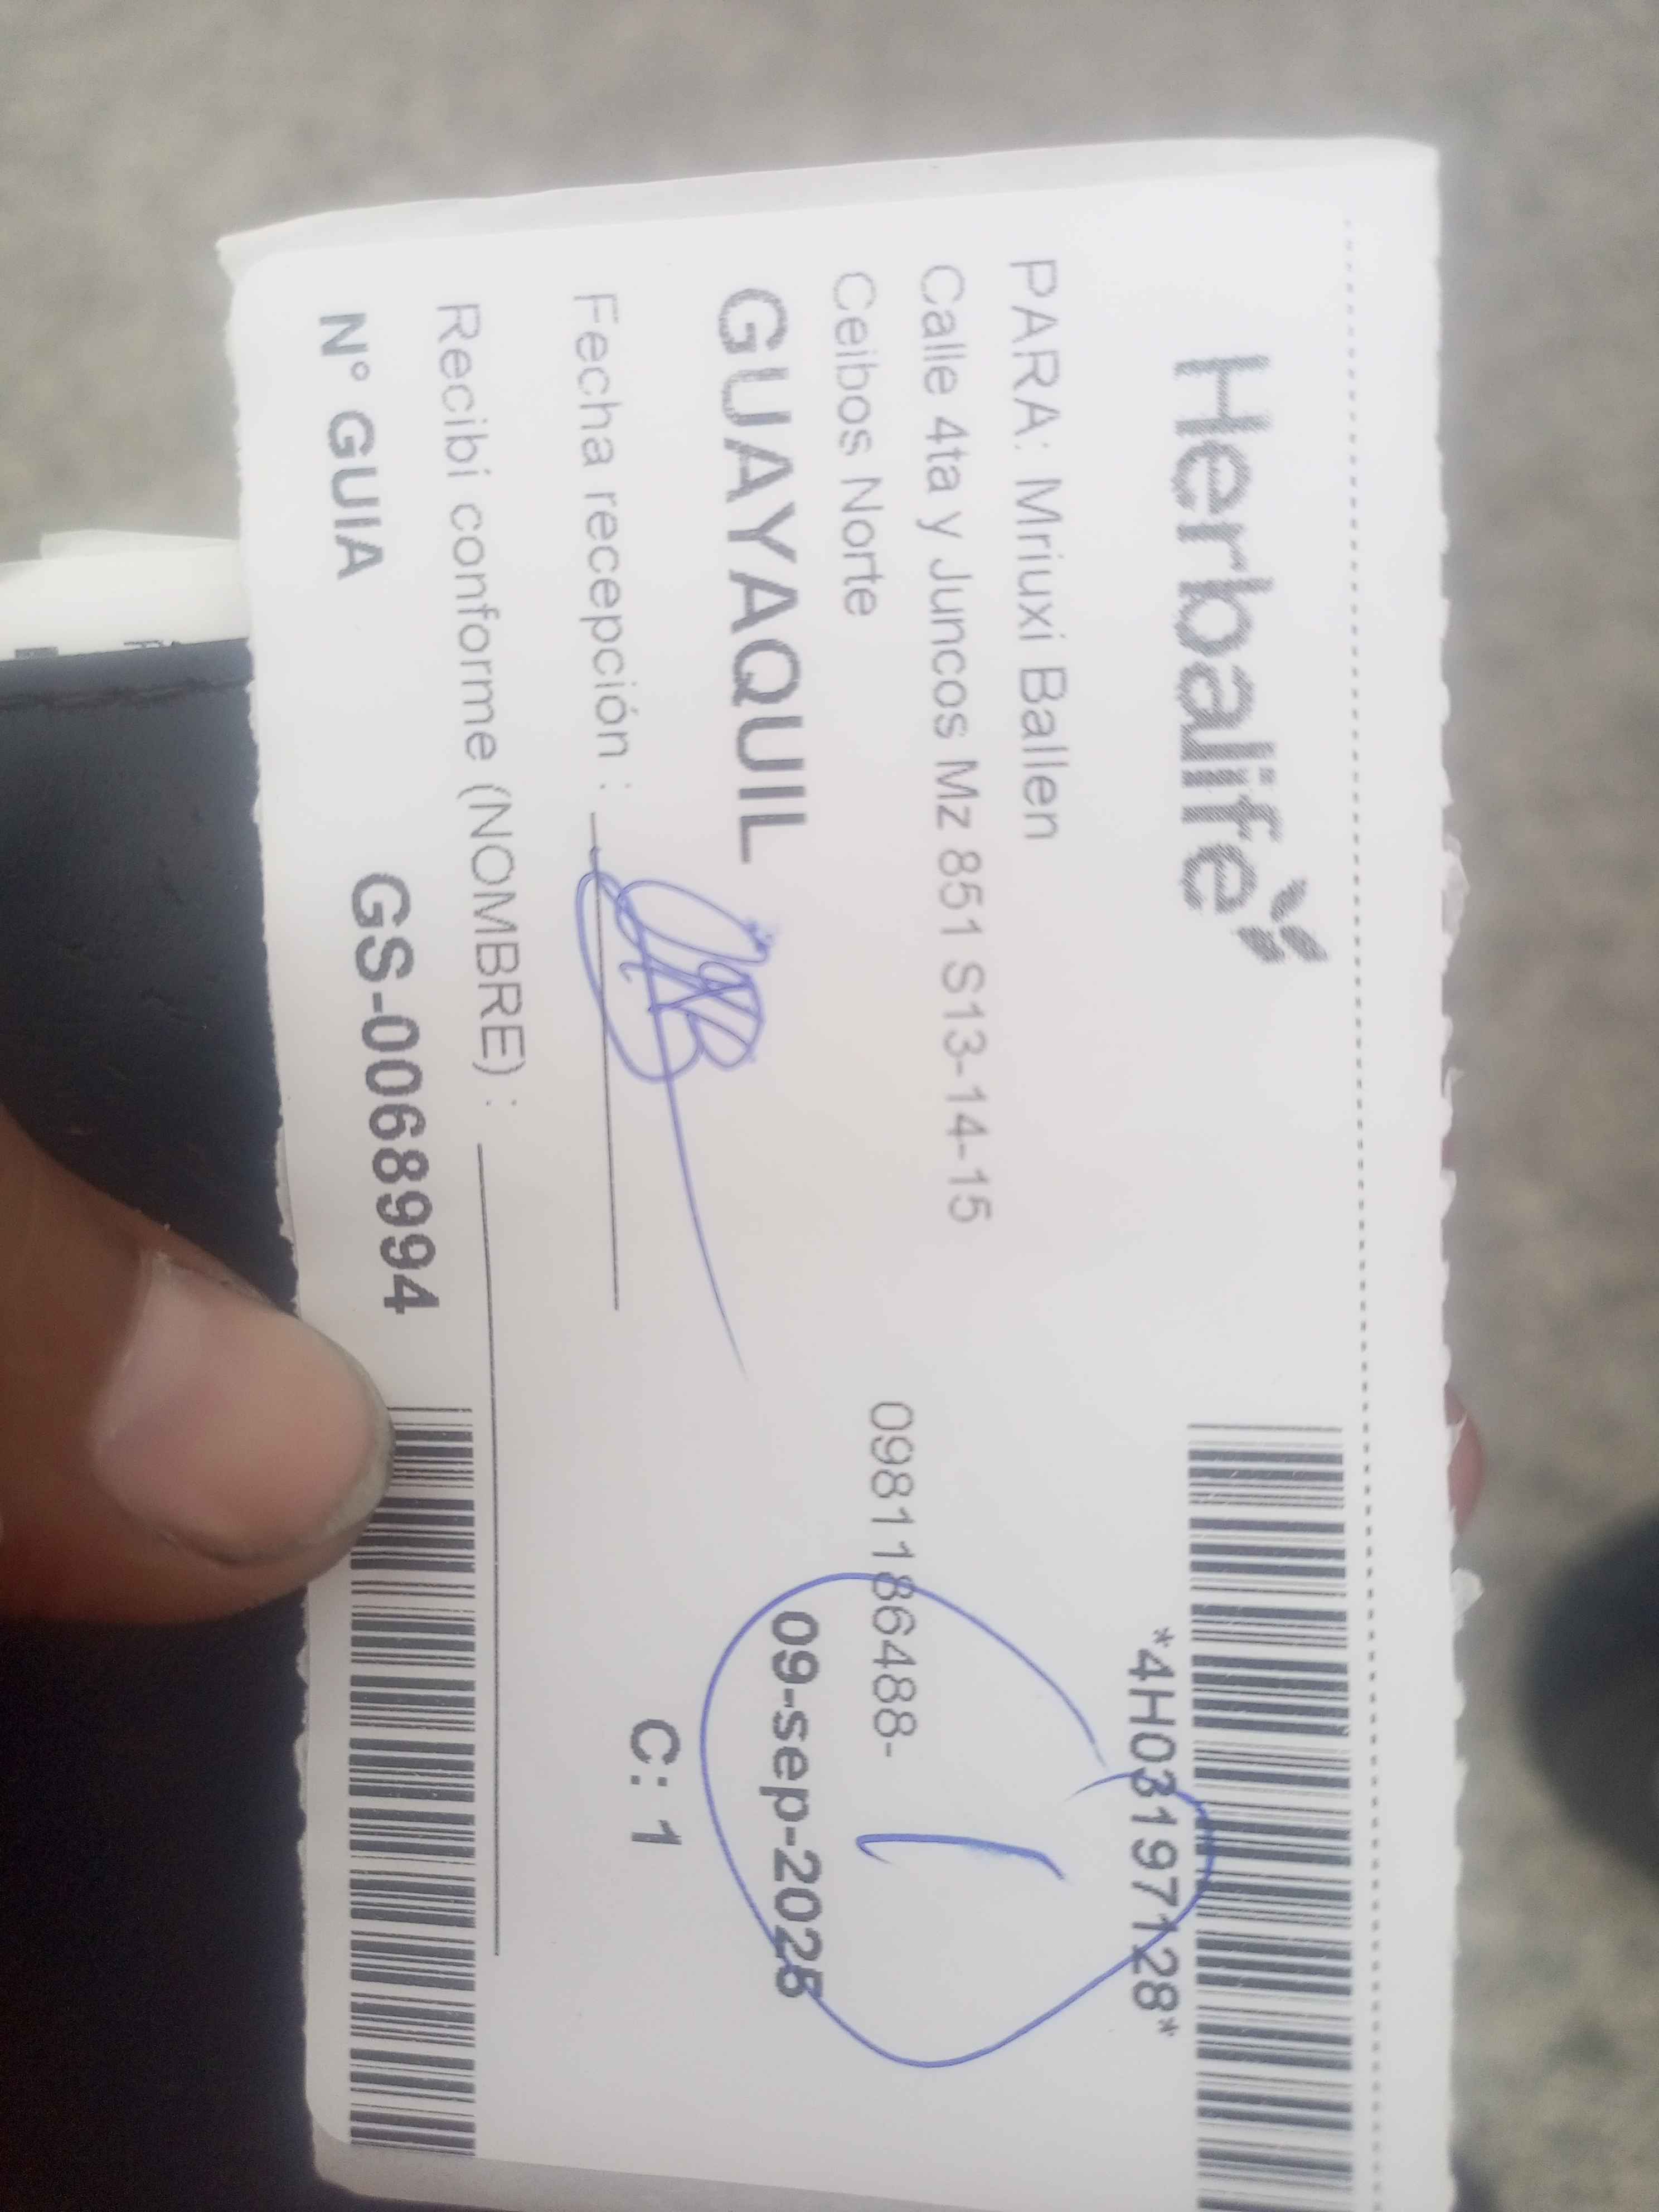 Herbalife
*4H03197128*
PARA: Mriuxi Ballen
Calle 4ta y Juncos Mz 851 S13-14-15
Ceibos Norte
0981186488-
1
GUAYAQUIL
09-sep-2025
Fecha recepción :
C: 1
Recibi conforme (NOMBRE) :
N° GUIA GS-0068994